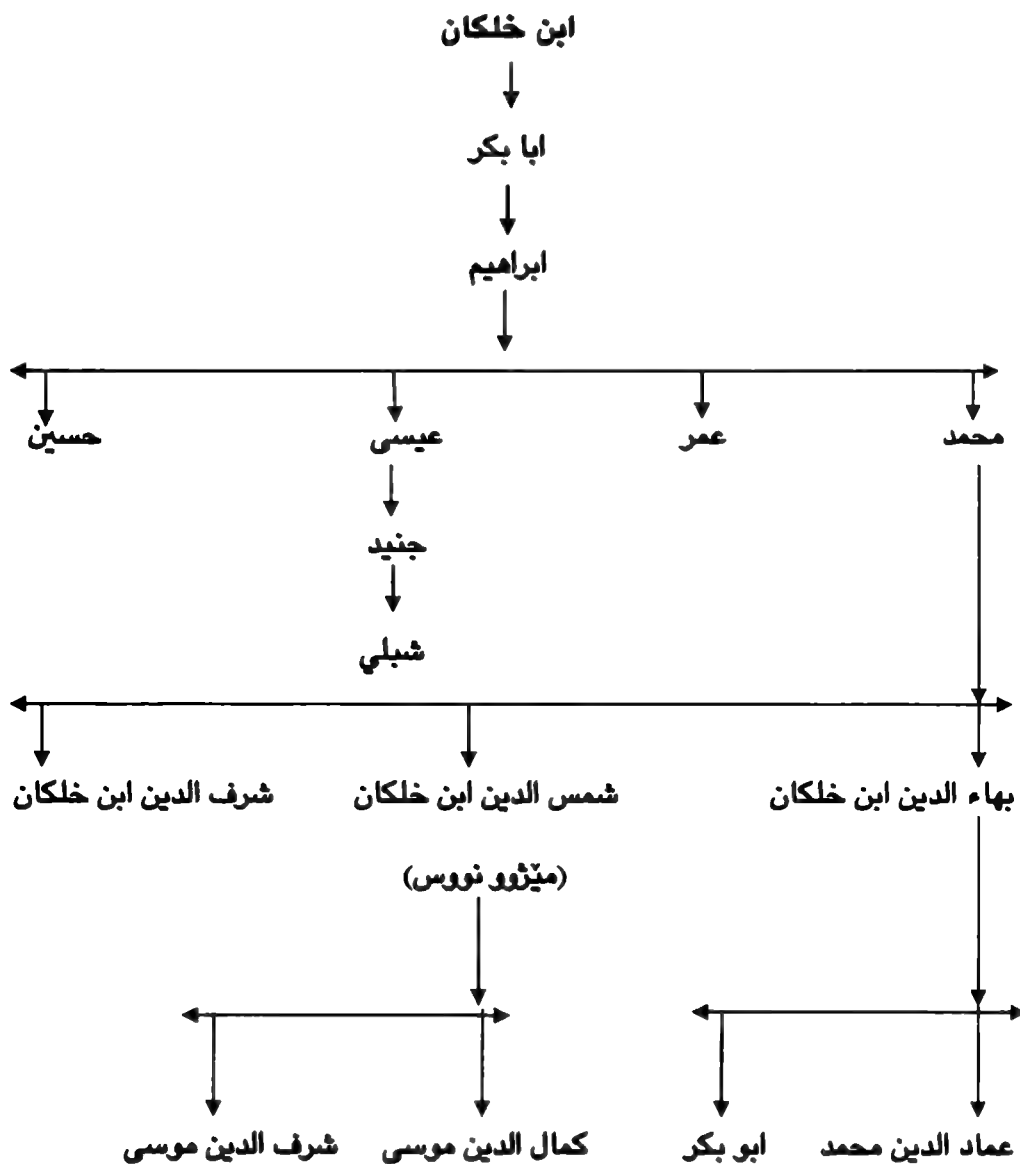 ابن خلكان
ابا بكر
ابراهيم
محمد عمر عيسى حسين
جنيد
شبلي
بهاء الدين ابن خلكان شمس الدين ابن خلكان شرف الدين ابن خلكان
(مێژوو نووس)
عماد الدين محمد ابو بكر كمال الدين موسى شرف الدين موسى